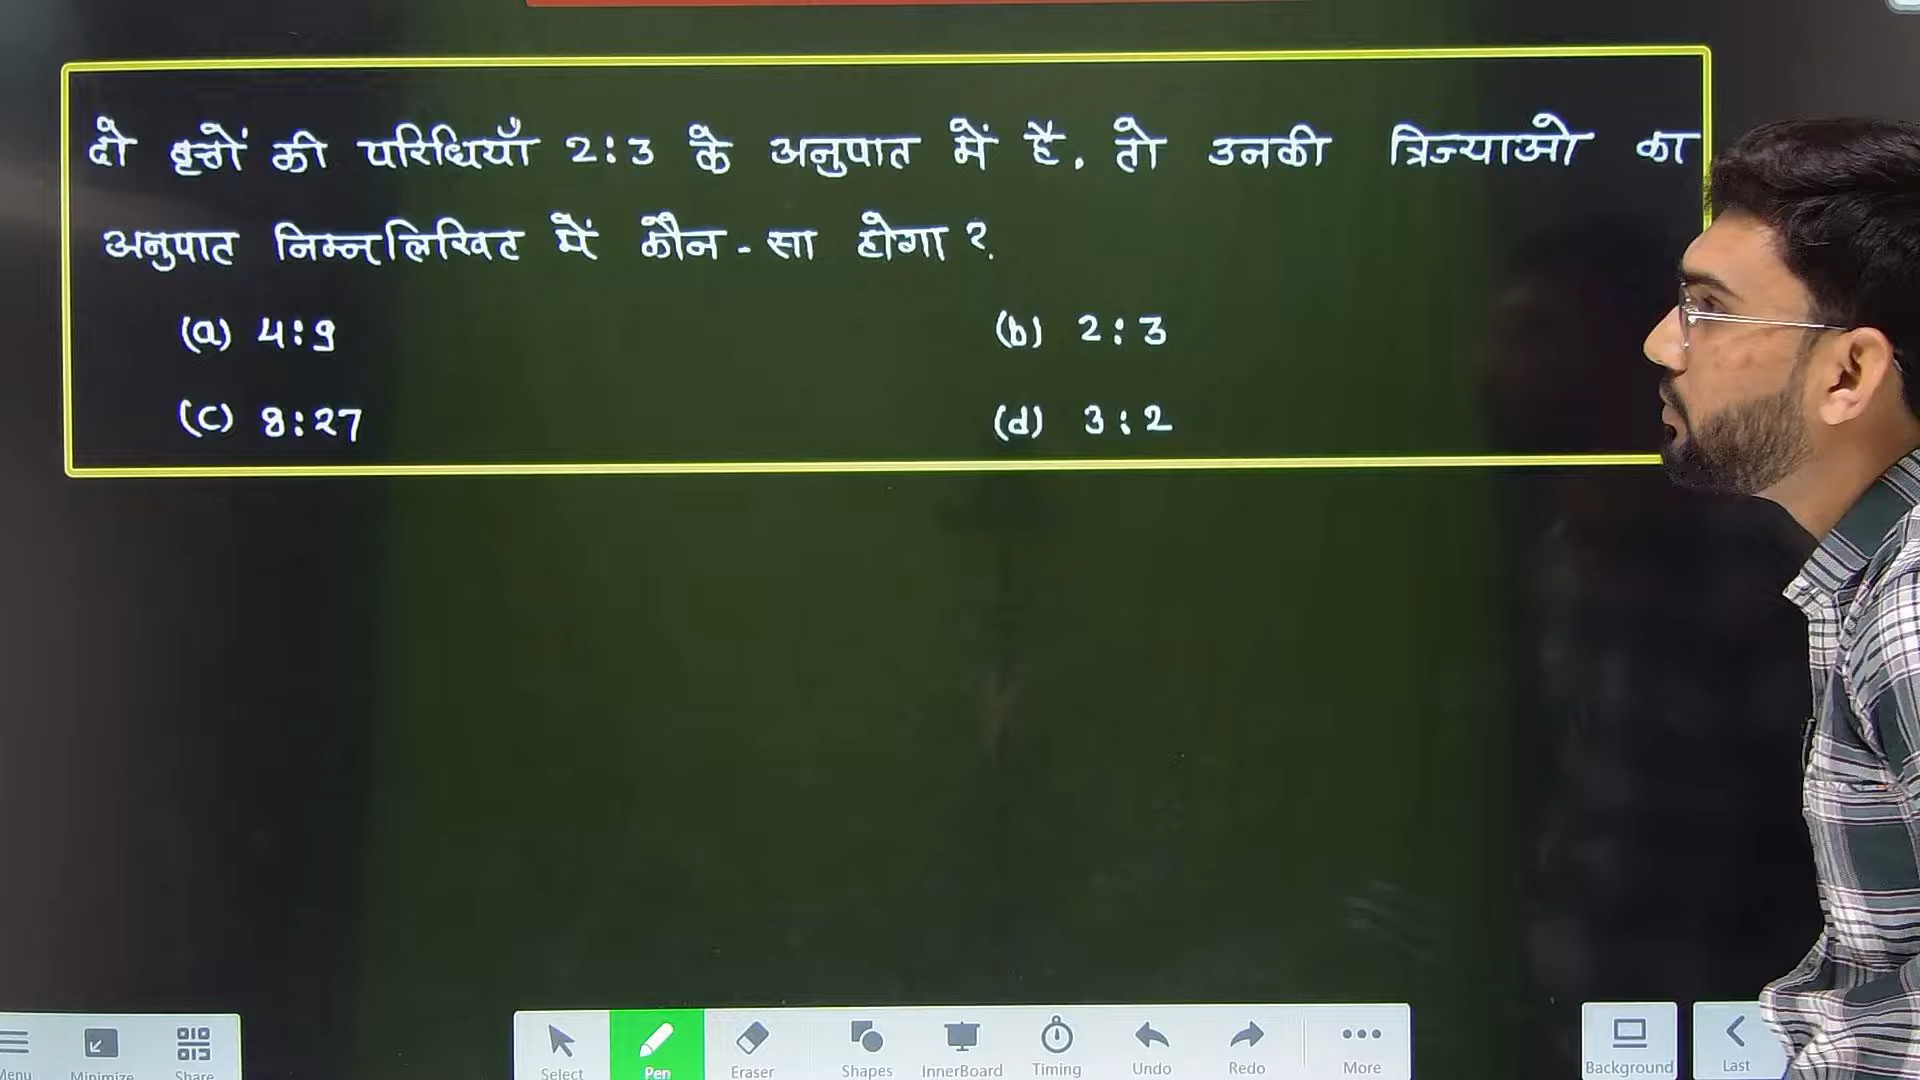 दो वृत्तों की परिधियाँ 2:3 के अनुपात में है, तो उनकी त्रिज्याओ का
अनुपात निम्नलिखित में कौन-सा होगा ?
(a) 4:9
(b) 2:3
(c) 8:27
(d) 3:2
Menu Minimize Share Select Pen Eraser Shapes InnerBoard Timing Undo Redo More Background Last